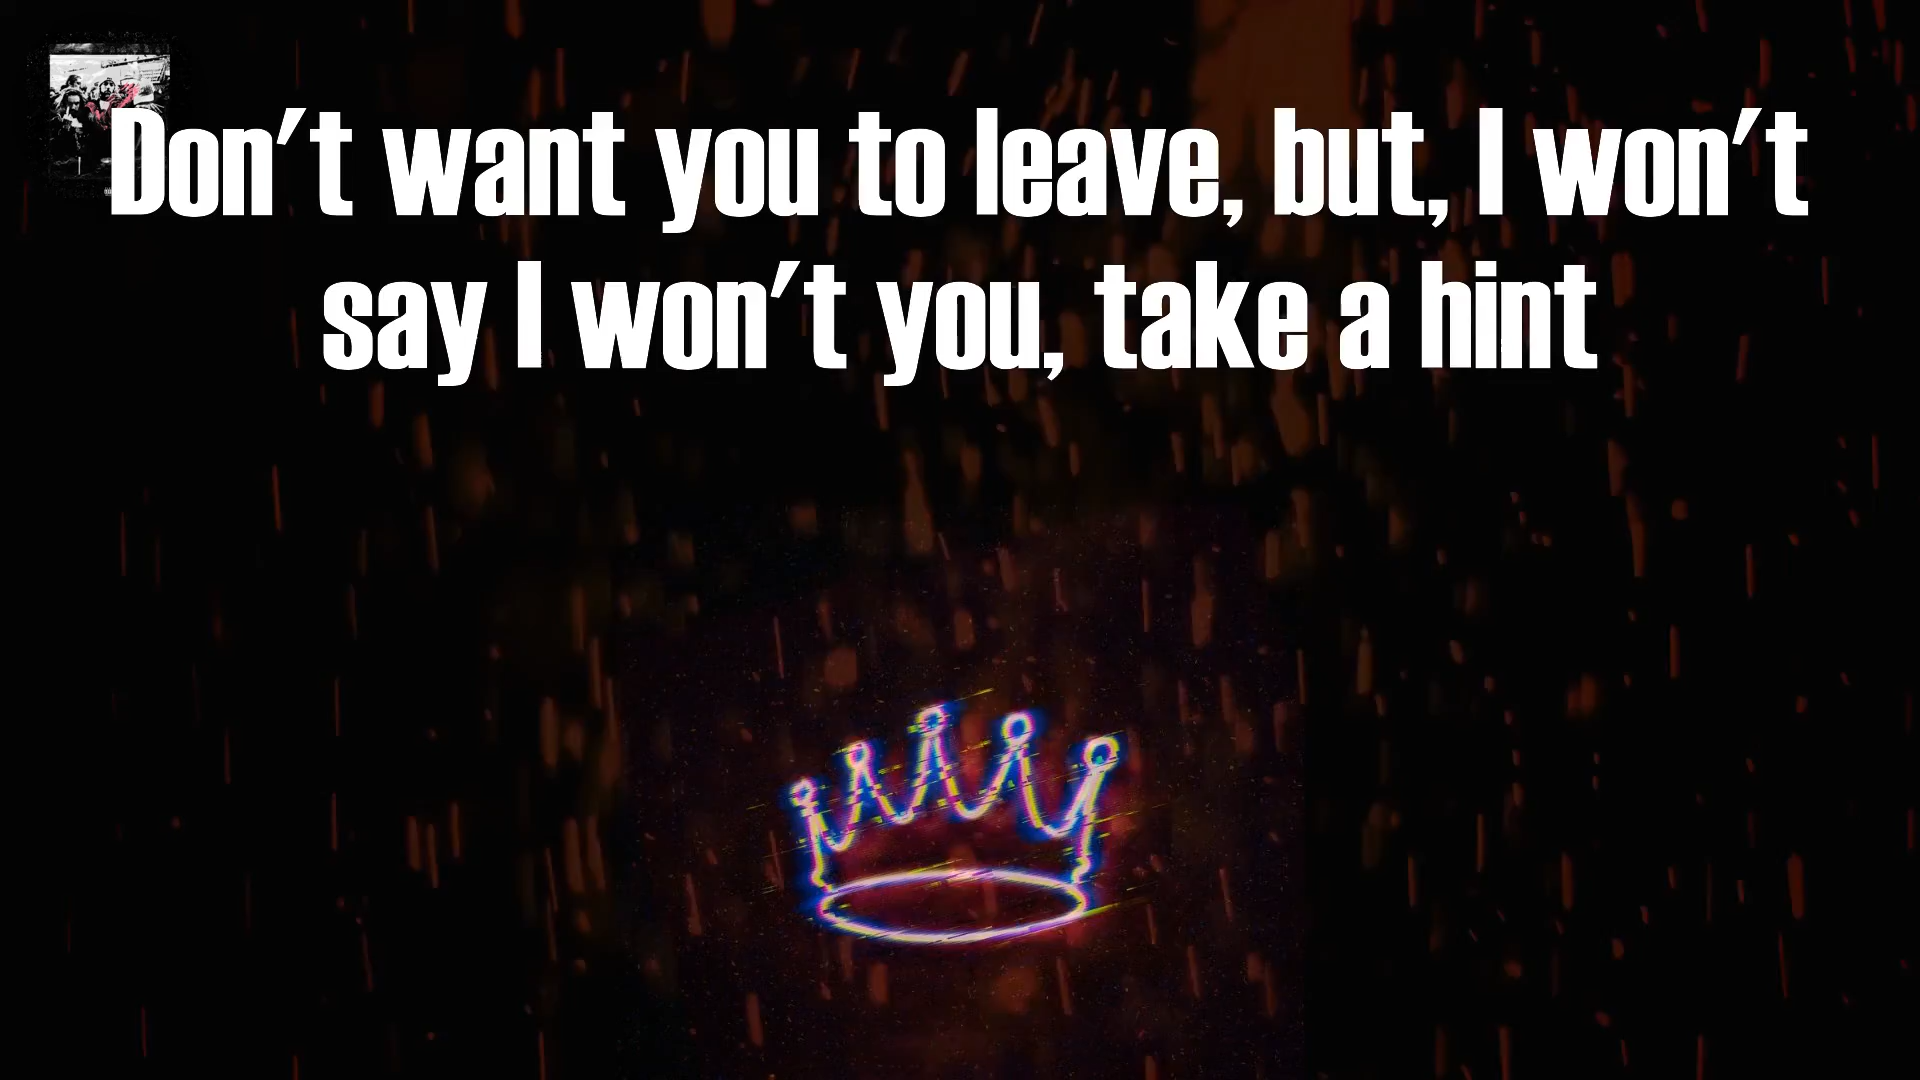 Don't want you to leave, but, I won't
say I won't you, take a hint